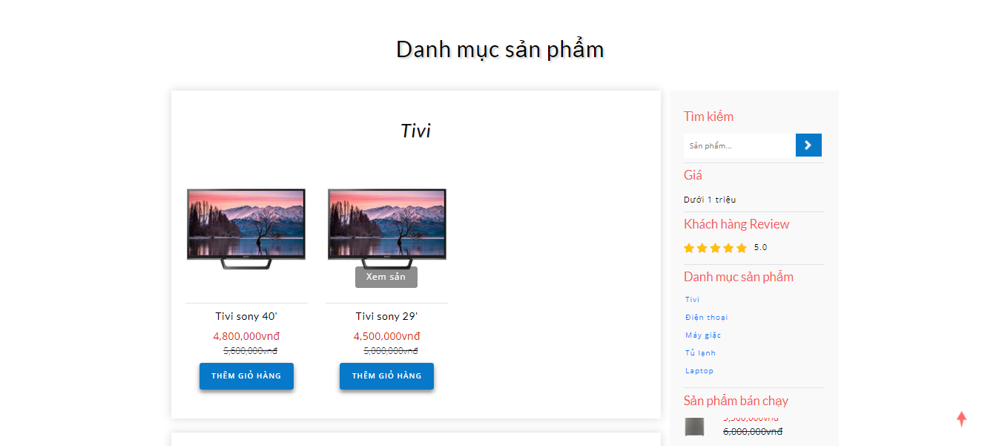 Danh mục sản phẩm
Tivi
Xem sản
Tivi sony 40'
4,800,000vnđ
5,600,000vnđ
THÊM GIỎ HÀNG
Tivi sony 29'
4,500,000vnđ
5,000,000vnđ
THÊM GIỎ HÀNG
Tìm kiếm
Sản phẩm...
Giá
Dưới 1 triệu
Khách hàng Review
5.0
Danh mục sản phẩm
Tivi
Điện thoại
Máy giặc
Tủ lạnh
Laptop
Sản phẩm bán chạy
6,000,000vnđ